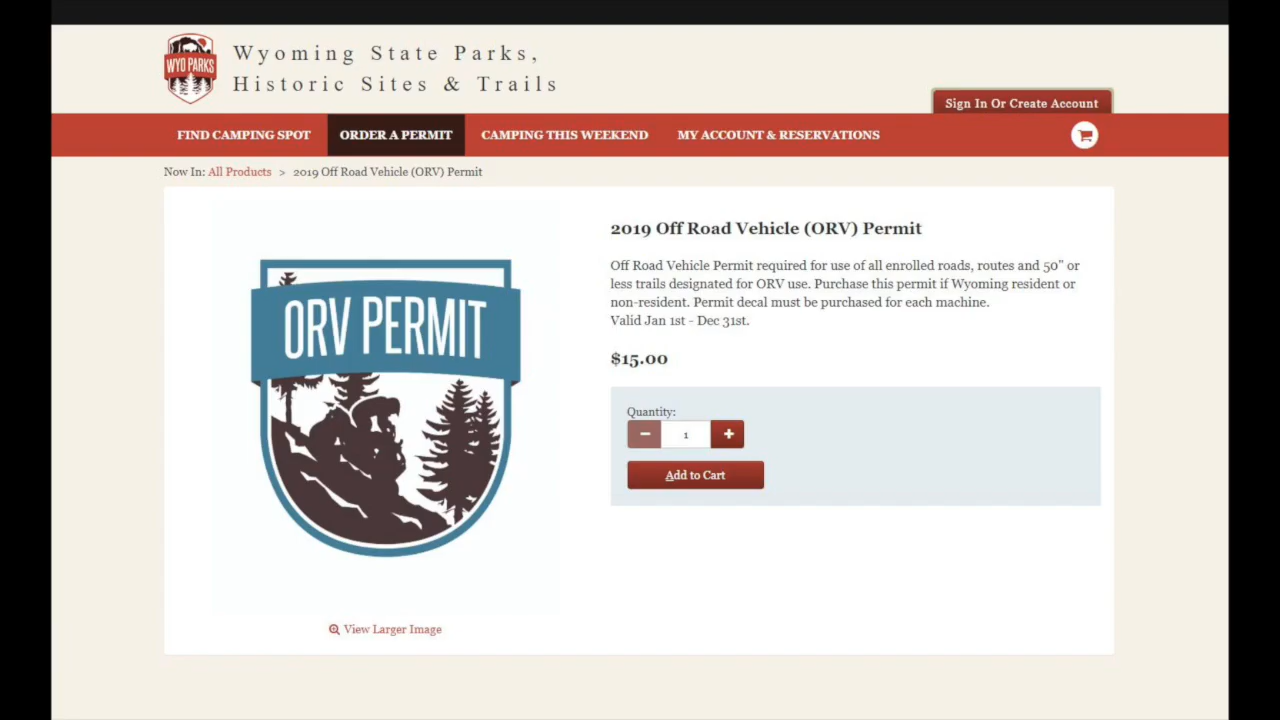 WYO PARKS
Wyoming State Parks,
Historic Sites & Trails
Sign In Or Create Account
FIND CAMPING SPOT ORDER A PERMIT CAMPING THIS WEEKEND MY ACCOUNT & RESERVATIONS
Now In: All Products > 2019 Off Road Vehicle (ORV) Permit
ORV PERMIT
View Larger Image
2019 Off Road Vehicle (ORV) Permit
Off Road Vehicle Permit required for use of all enrolled roads, routes and 50" or
less trails designated for ORV use. Purchase this permit if Wyoming resident or
non-resident. Permit decal must be purchased for each machine.
Valid Jan 1st - Dec 31st.
$15.00
Quantity:
− 1 +
Add to Cart